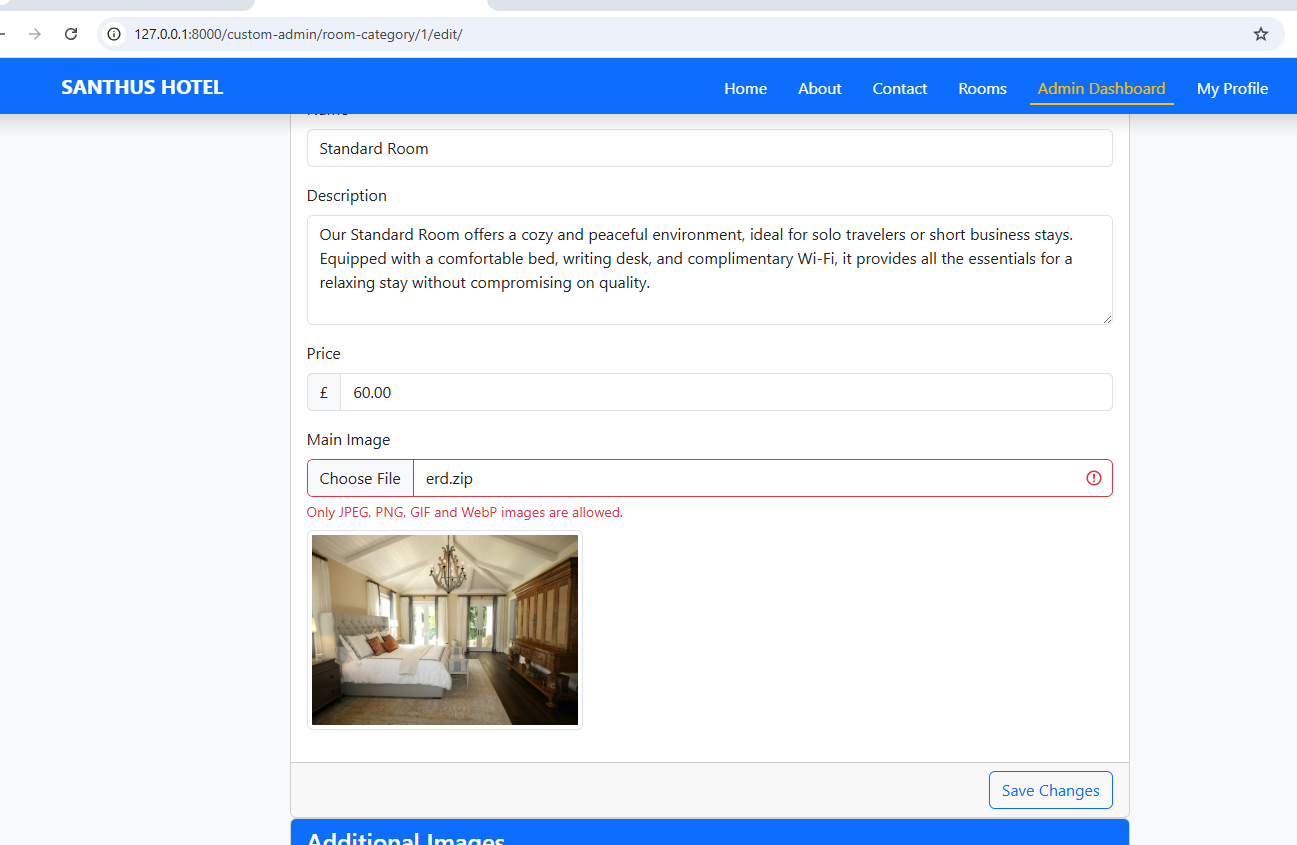 127.0.0.1:8000/custom-admin/room-category/1/edit/
SANTHUS HOTEL
Home
About
Contact
Rooms
Admin Dashboard
My Profile
Name
Standard Room
Description
Our Standard Room offers a cozy and peaceful environment, ideal for solo travelers or short business stays.
Equipped with a comfortable bed, writing desk, and complimentary Wi-Fi, it provides all the essentials for a
relaxing stay without compromising on quality.
Price
£ 60.00
Main Image
Choose File erd.zip
Only JPEG, PNG, GIF and WebP images are allowed.
Save Changes
Additional Images